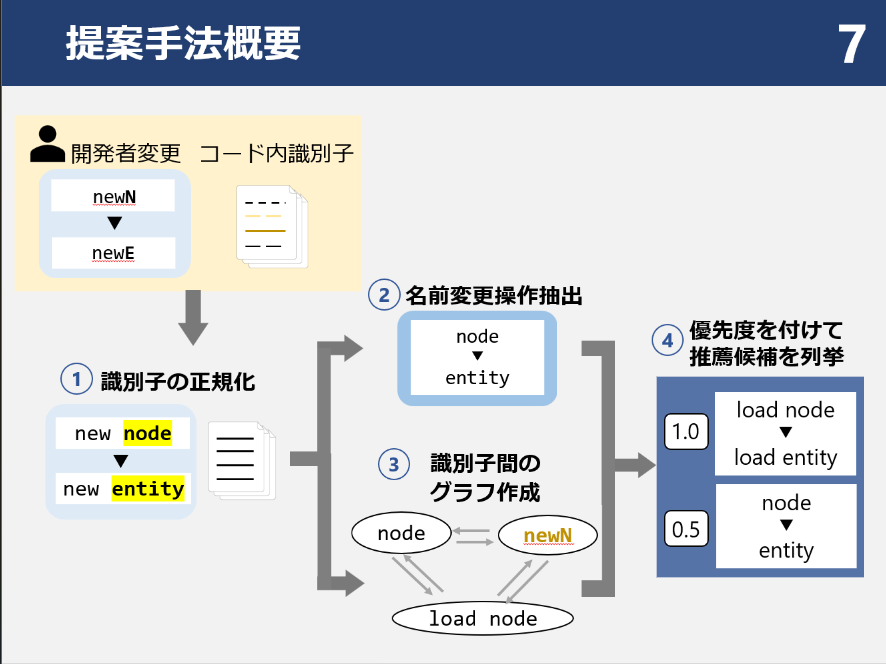 提案手法概要
7
開発者変更 コード内識別子
newN
▼
newE
① 識別子の正規化
new node
▼
new entity
② 名前変更操作抽出
node
▼
entity
③ 識別子間の
グラフ作成
node
newN
load node
④ 優先度を付けて
推薦候補を列挙
1.0
load node
▼
load entity
0.5
node
▼
entity